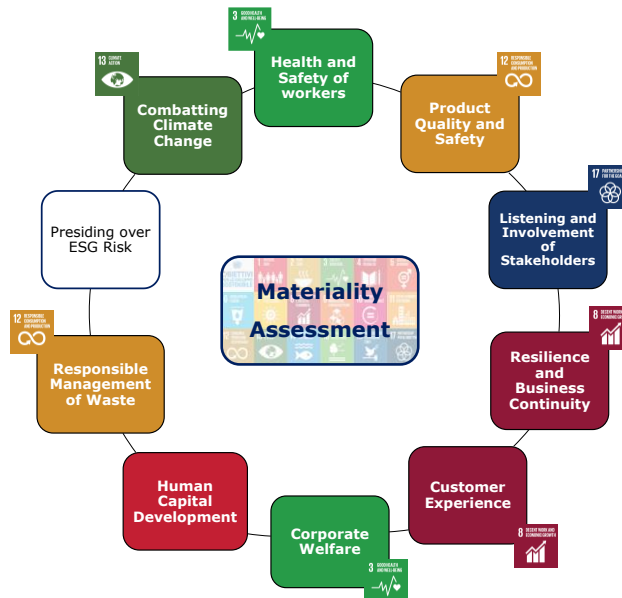 3 GOOD HEALTH
AND WELL-BEING
Health and
Safety of
workers
12 RESPONSIBLE
CONSUMPTION
AND PRODUCTION
Product
Quality and
Safety
17 PARTNERSHIPS
FOR THE GOALS
Listening and
Involvement
of
Stakeholders
8 DECENT WORK AND
ECONOMIC GROWTH
Resilience
and
Business
Continuity
Customer
Experience
8 DECENT WORK AND
ECONOMIC GROWTH
Corporate
Welfare
3 GOOD HEALTH
AND WELL-BEING
Human
Capital
Development
12 RESPONSIBLE
CONSUMPTION
AND PRODUCTION
Responsible
Management
of Waste
Presiding over
ESG Risk
13 CLIMATE
ACTION
Combatting
Climate
Change
Materiality
Assessment